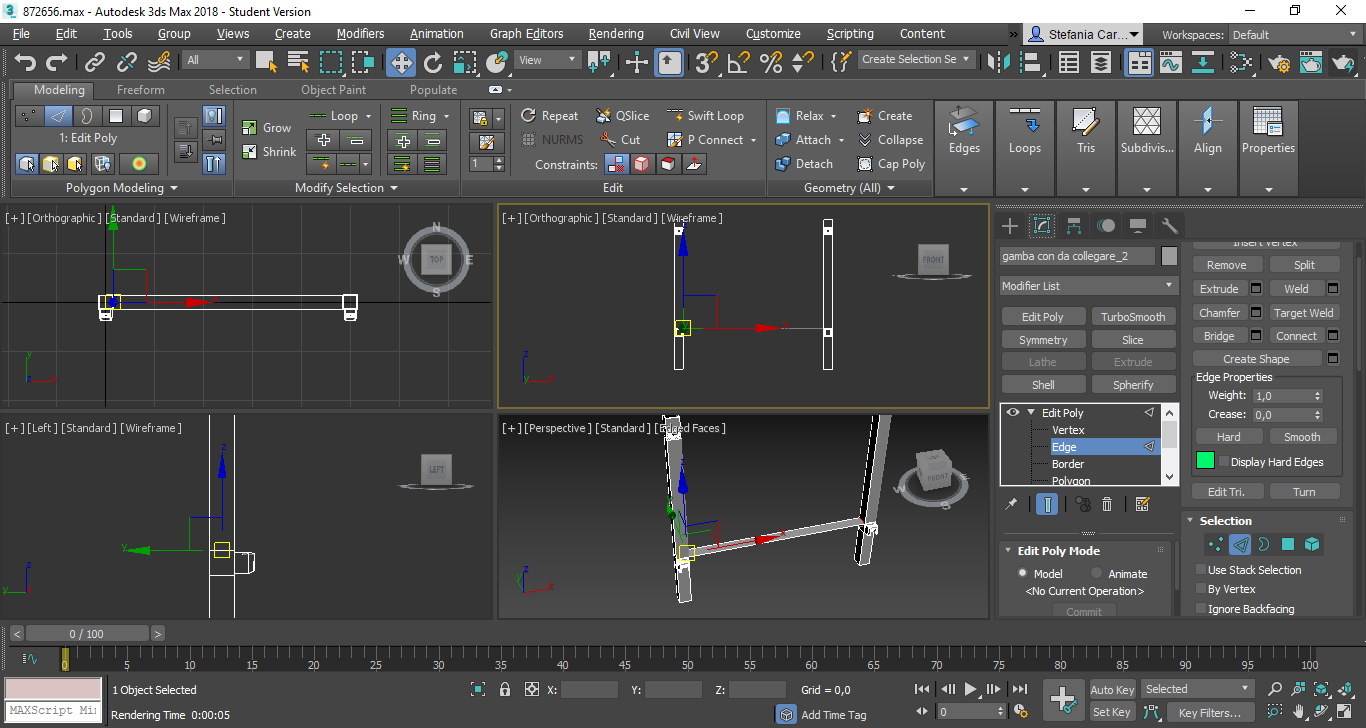 872656.max - Autodesk 3ds Max 2018 - Student Version
File Edit Tools Group Views Create Modifiers Animation Graph Editors Rendering Civil View Customize Scripting Content » Stefania Car... Workspaces: Default
All View Create Selection Se
Modeling Freeform Selection Object Paint Populate
1: Edit Poly
Polygon Modeling
Grow
Shrink
Loop Ring
Modify Selection
1
Repeat QSlice Swift Loop
NURMS Cut P Connect
Constraints:
Edit
Relax Create
Attach Collapse
Detach Cap Poly
Geometry (All)
Edges Loops Tris Subdivis... Align Properties
[+] [Orthographic] [Standard] [Wireframe]
N
W TOP E
S
y
x
z
[+] [Orthographic] [Standard] [Wireframe]
FRONT
z
y x
[+] [Left] [Standard] [Wireframe]
LEFT
z
y
[+] [Perspective] [Standard] [Edged Faces]
FRONT
W S
gamba con da collegare_2
Modifier List
Edit Poly TurboSmooth
Symmetry Slice
Lathe Extrude
Shell Spherify
Edit Poly
Vertex
Edge
Border
Polygon
Edit Poly Mode
Model Animate
<No Current Operation>
Commit
Insert Vertex
Remove Split
Extrude Weld
Chamfer Target Weld
Bridge Connect
Create Shape
Edge Properties
Weight: 1,0
Crease: 0,0
Hard Smooth
Display Hard Edges
Edit Tri. Turn
Selection
Use Stack Selection
By Vertex
Ignore Backfacing
< 0 / 100 >
0 5 10 15 20 25 30 35 40 45 50 55 60 65 70 75 80 85 90 95 100
MAXScript Mi
1 Object Selected
Rendering Time 0:00:05
X: Y: Z: Grid = 0,0
Add Time Tag
0
Auto Key Selected
Set Key Key Filters...